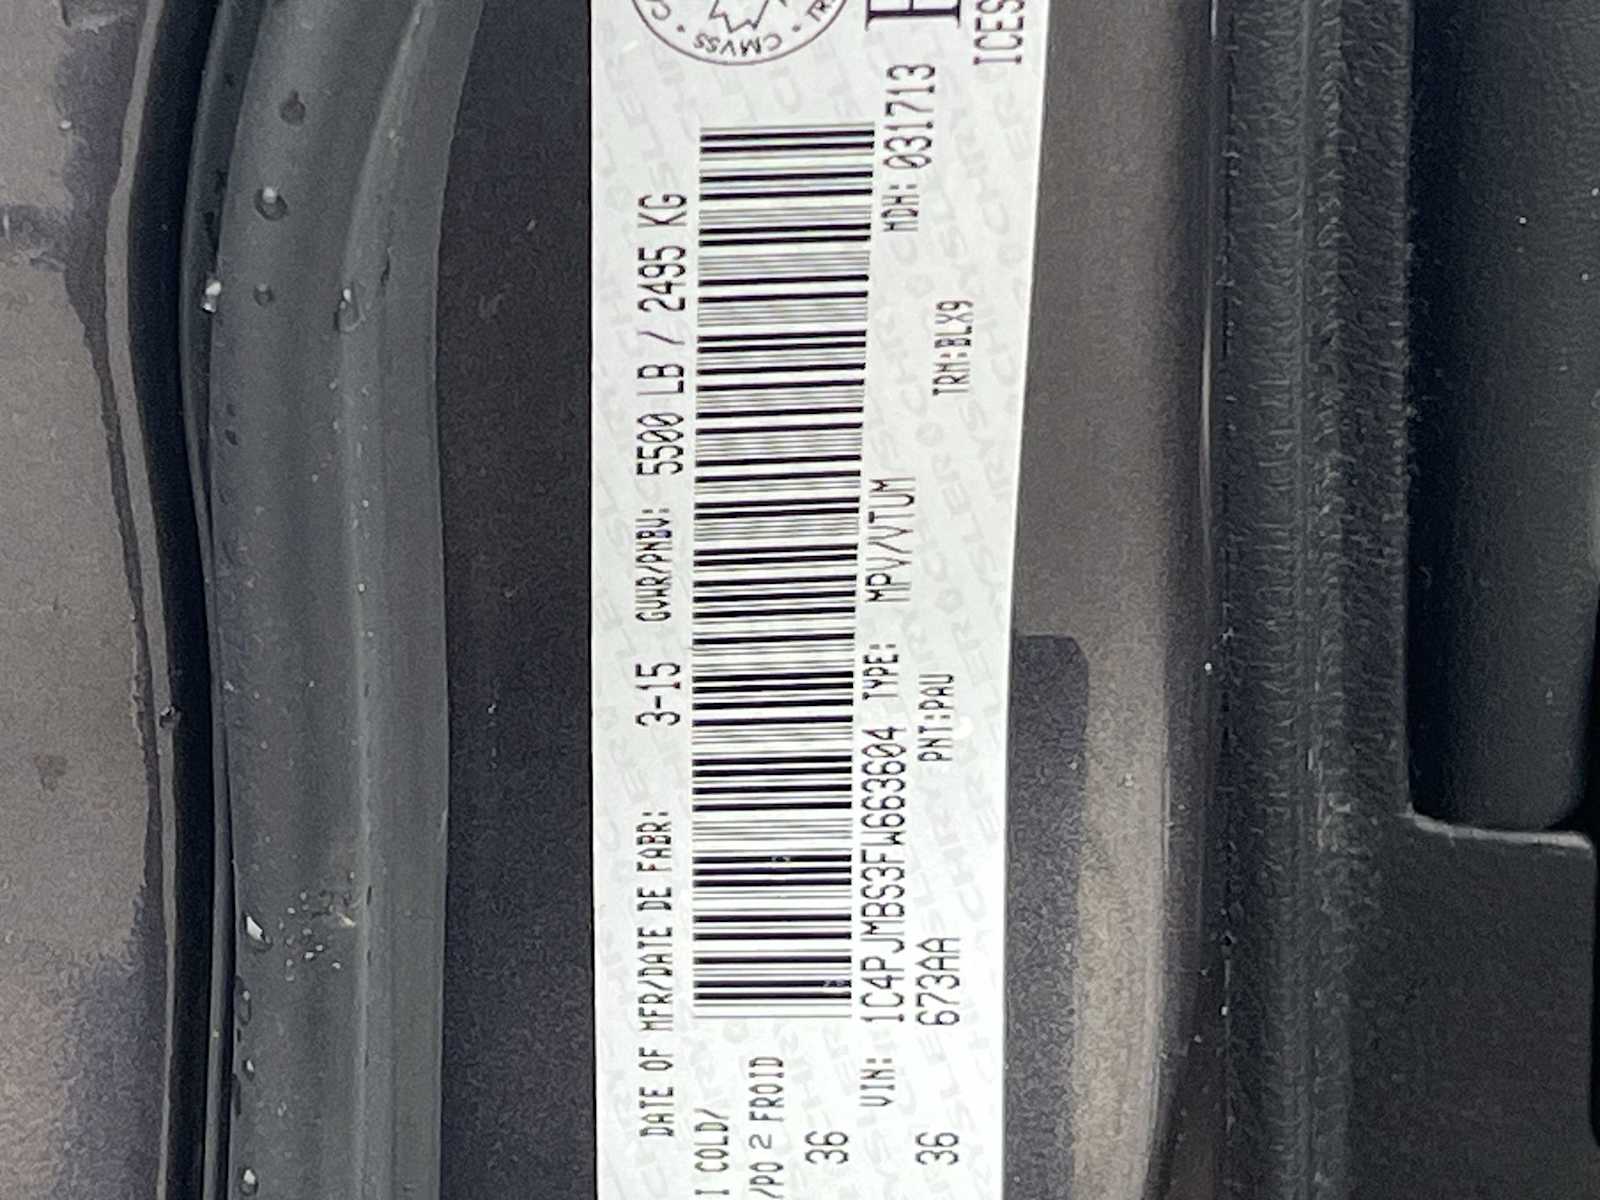 CMVSS
DATE OF MFR/DATE DE FABR: 3-15 GVWR/PNBV: 5500 LB / 2495 KG
I COLD/
/PO 2 FROID
36
VIN: 1C4PJMBS3FW663604 TYPE: MPV/VTUM MDH: 031713
36 673AA PNT:PAU TRM:BLX9